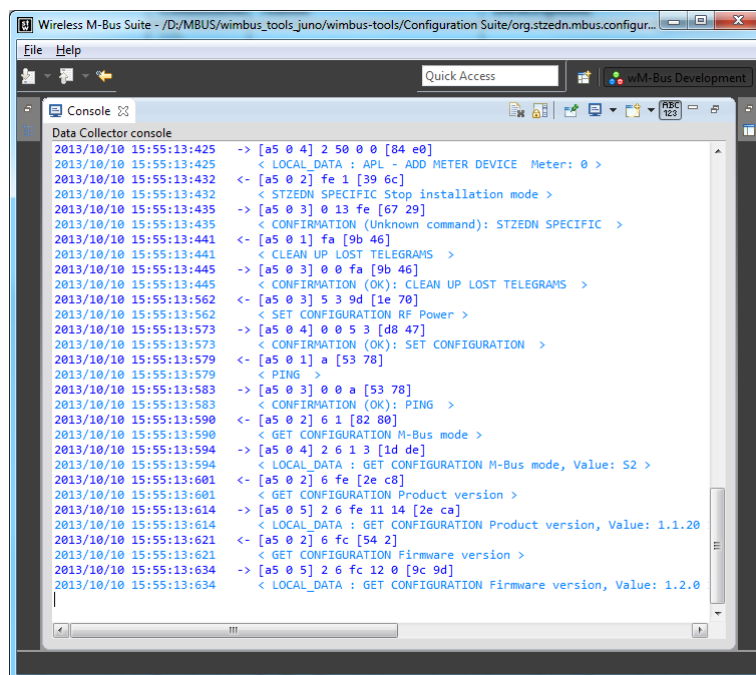 Wireless M-Bus Suite - /D:/MBUS/wimbus_tools_juno/wimbus-tools/Configuration Suite/org.stzedn.mbus.configur...
File Help
Quick Access
wM-Bus Development
Console
ABC
123
Data Collector console
2013/10/10 15:55:13:425 -> [a5 0 4] 2 50 0 0 [84 e0]
2013/10/10 15:55:13:425 < LOCAL_DATA : APL - ADD METER DEVICE Meter: 0 >
2013/10/10 15:55:13:432 <- [a5 0 2] fe 1 [39 6c]
2013/10/10 15:55:13:432 < STZEDN SPECIFIC Stop installation mode >
2013/10/10 15:55:13:435 -> [a5 0 3] 0 13 fe [67 29]
2013/10/10 15:55:13:435 < CONFIRMATION (Unknown command): STZEDN SPECIFIC >
2013/10/10 15:55:13:441 <- [a5 0 1] fa [9b 46]
2013/10/10 15:55:13:441 < CLEAN UP LOST TELEGRAMS >
2013/10/10 15:55:13:445 -> [a5 0 3] 0 0 fa [9b 46]
2013/10/10 15:55:13:445 < CONFIRMATION (OK): CLEAN UP LOST TELEGRAMS >
2013/10/10 15:55:13:562 <- [a5 0 3] 5 3 9d [1e 70]
2013/10/10 15:55:13:562 < SET CONFIGURATION RF Power >
2013/10/10 15:55:13:573 -> [a5 0 4] 0 0 5 3 [d8 47]
2013/10/10 15:55:13:573 < CONFIRMATION (OK): SET CONFIGURATION >
2013/10/10 15:55:13:579 <- [a5 0 1] a [53 78]
2013/10/10 15:55:13:579 < PING >
2013/10/10 15:55:13:583 -> [a5 0 3] 0 0 a [53 78]
2013/10/10 15:55:13:583 < CONFIRMATION (OK): PING >
2013/10/10 15:55:13:590 <- [a5 0 2] 6 1 [82 80]
2013/10/10 15:55:13:590 < GET CONFIGURATION M-Bus mode >
2013/10/10 15:55:13:594 -> [a5 0 4] 2 6 1 3 [1d de]
2013/10/10 15:55:13:594 < LOCAL_DATA : GET CONFIGURATION M-Bus mode, Value: S2 >
2013/10/10 15:55:13:601 <- [a5 0 2] 6 fe [2e c8]
2013/10/10 15:55:13:601 < GET CONFIGURATION Product version >
2013/10/10 15:55:13:614 -> [a5 0 5] 2 6 fe 11 14 [2e ca]
2013/10/10 15:55:13:614 < LOCAL_DATA : GET CONFIGURATION Product version, Value: 1.1.20
2013/10/10 15:55:13:621 <- [a5 0 2] 6 fc [54 2]
2013/10/10 15:55:13:621 < GET CONFIGURATION Firmware version >
2013/10/10 15:55:13:634 -> [a5 0 5] 2 6 fc 12 0 [9c 9d]
2013/10/10 15:55:13:634 < LOCAL_DATA : GET CONFIGURATION Firmware version, Value: 1.2.0